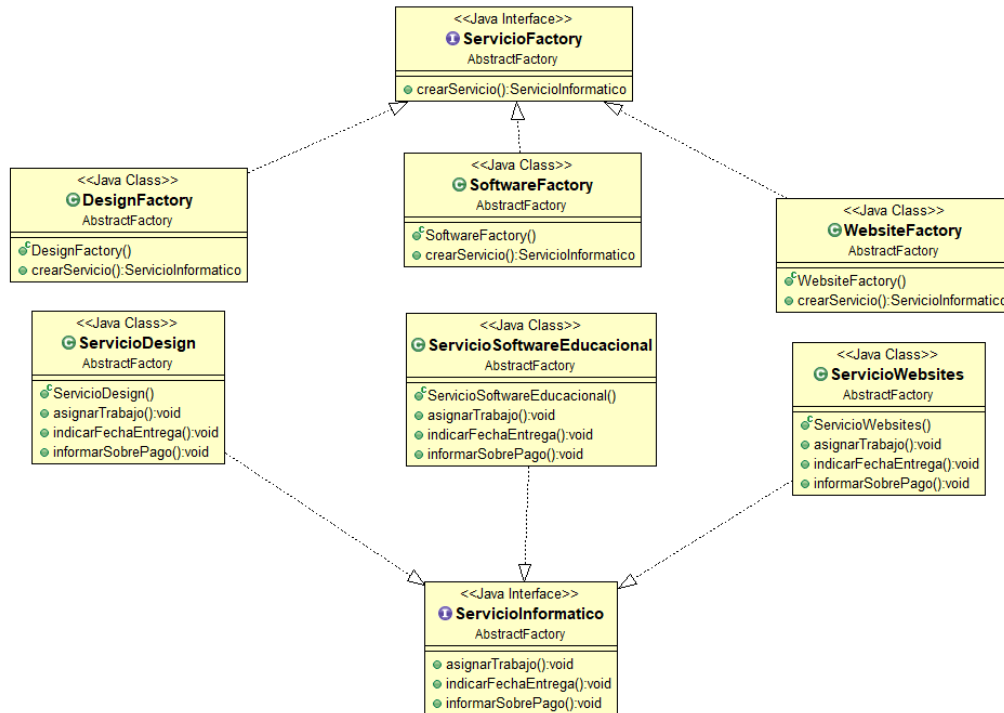 <<Java Interface>>
ServicioFactory
AbstractFactory
crearServicio():ServicioInformatico
<<Java Class>>
DesignFactory
AbstractFactory
DesignFactory()
crearServicio():ServicioInformatico
<<Java Class>>
SoftwareFactory
AbstractFactory
SoftwareFactory()
crearServicio():ServicioInformatico
<<Java Class>>
WebsiteFactory
AbstractFactory
WebsiteFactory()
crearServicio():ServicioInformatico
<<Java Class>>
ServicioDesign
AbstractFactory
ServicioDesign()
asignarTrabajo():void
indicarFechaEntrega():void
informarSobrePago():void
<<Java Class>>
ServicioSoftwareEducacional
AbstractFactory
ServicioSoftwareEducacional()
asignarTrabajo():void
indicarFechaEntrega():void
informarSobrePago():void
<<Java Class>>
ServicioWebsites
AbstractFactory
ServicioWebsites()
asignarTrabajo():void
indicarFechaEntrega():void
informarSobrePago():void
<<Java Interface>>
ServicioInformatico
AbstractFactory
asignarTrabajo():void
indicarFechaEntrega():void
informarSobrePago():void